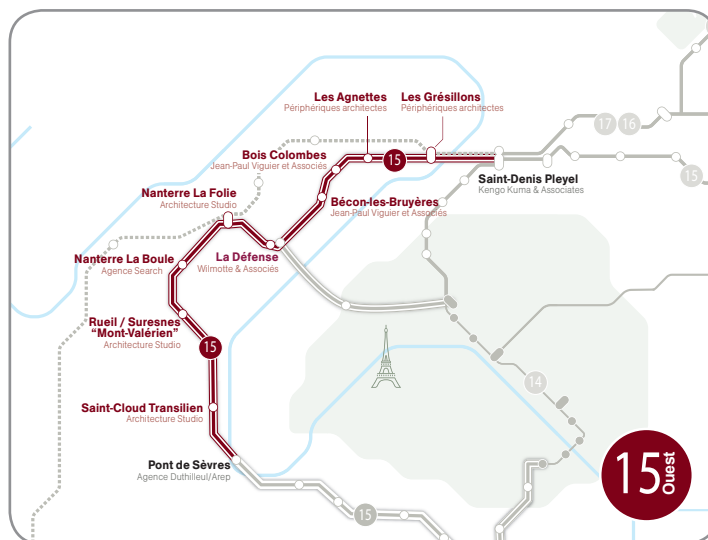 Les Agnettes
Périphériques architectes
Les Grésillons
Périphériques architectes
17
16
15
15
Bois Colombes
Jean-Paul Viguier et Associés
Saint-Denis Pleyel
Kengo Kuma & Associates
Nanterre La Folie
Architecture Studio
Bécon-les-Bruyères
Jean-Paul Viguier et Associés
Nanterre La Boule
Agence Search
La Défense
Wilmotte & Associés
Rueil / Suresnes
“Mont-Valérien”
Architecture Studio
15
14
Saint-Cloud Transilien
Architecture Studio
Pont de Sèvres
Agence Duthilleul/Arep
15
15
Ouest